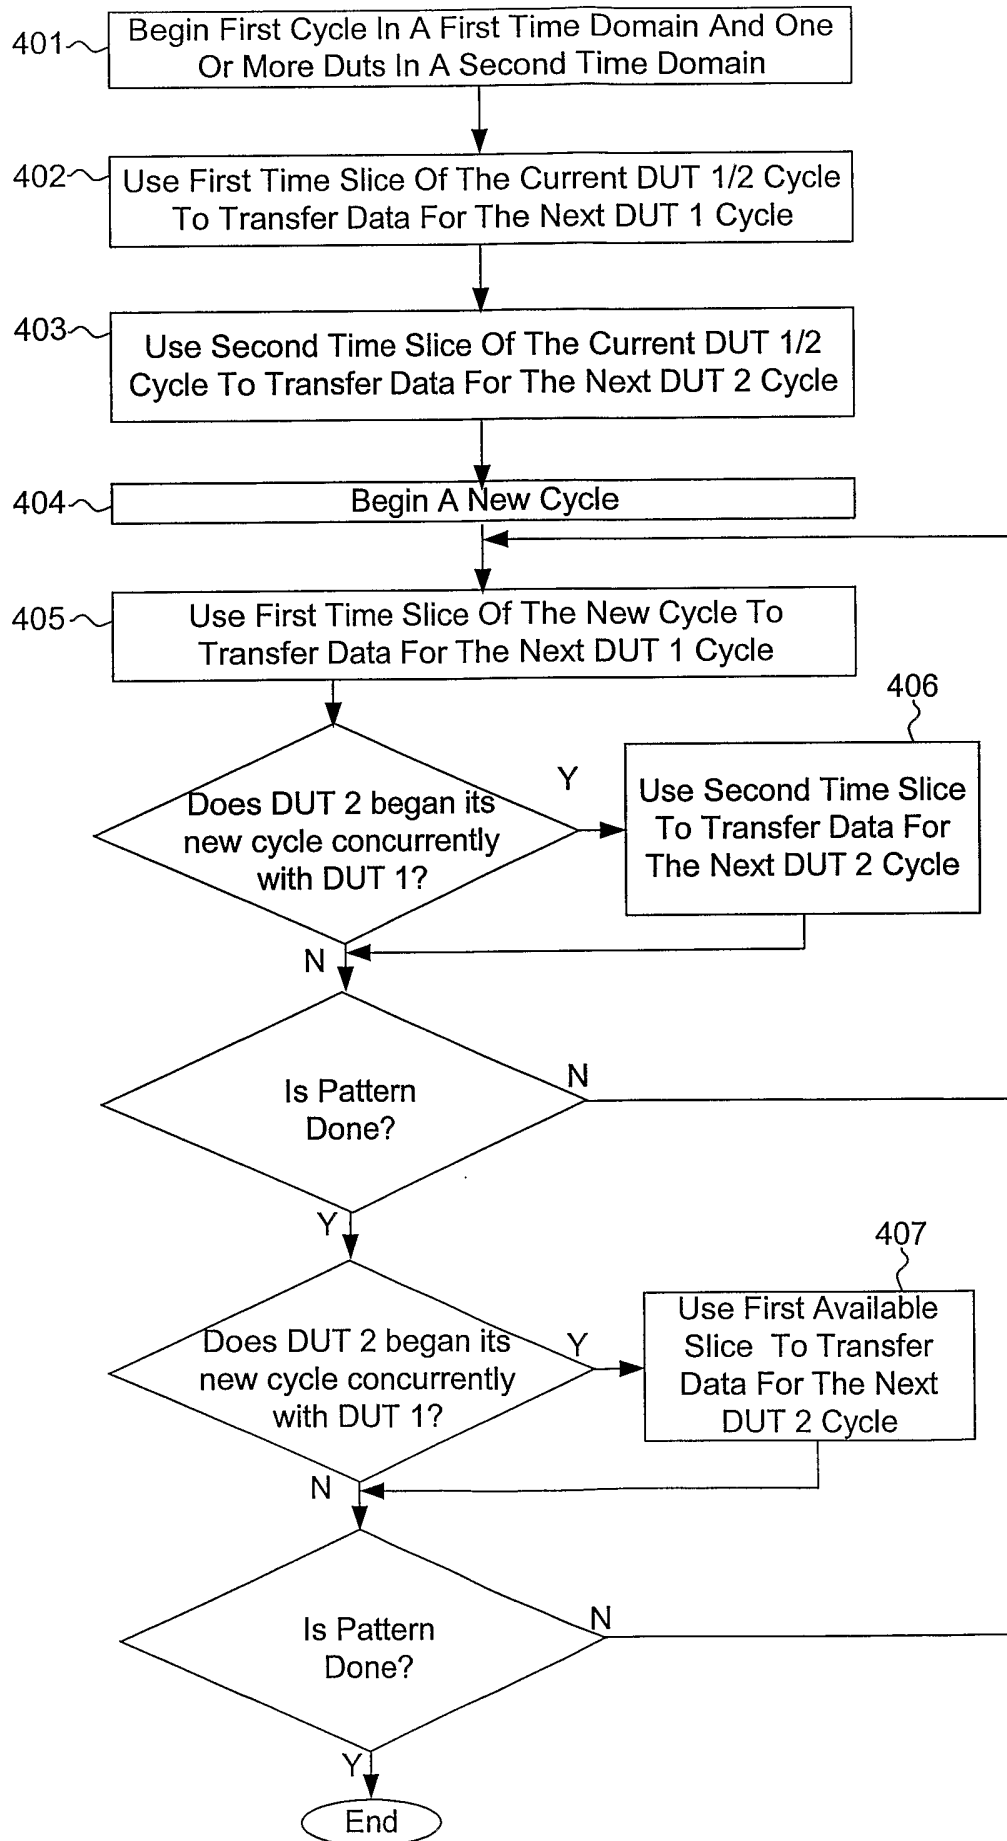 401
Begin First Cycle In A First Time Domain And One
Or More Duts In A Second Time Domain
402
Use First Time Slice Of The Current DUT 1/2 Cycle
To Transfer Data For The Next DUT 1 Cycle
403
Use Second Time Slice Of The Current DUT 1/2
Cycle To Transfer Data For The Next DUT 2 Cycle
404
Begin A New Cycle
405
Use First Time Slice Of The New Cycle To
Transfer Data For The Next DUT 1 Cycle
406
Does DUT 2 began its
new cycle concurrently
with DUT 1?
Y
Use Second Time Slice
To Transfer Data For
The Next DUT 2 Cycle
N
Is Pattern
Done?
N
Y
407
Does DUT 2 began its
new cycle concurrently
with DUT 1?
Y
Use First Available
Slice To Transfer
Data For The Next
DUT 2 Cycle
N
Is Pattern
Done?
N
Y
End